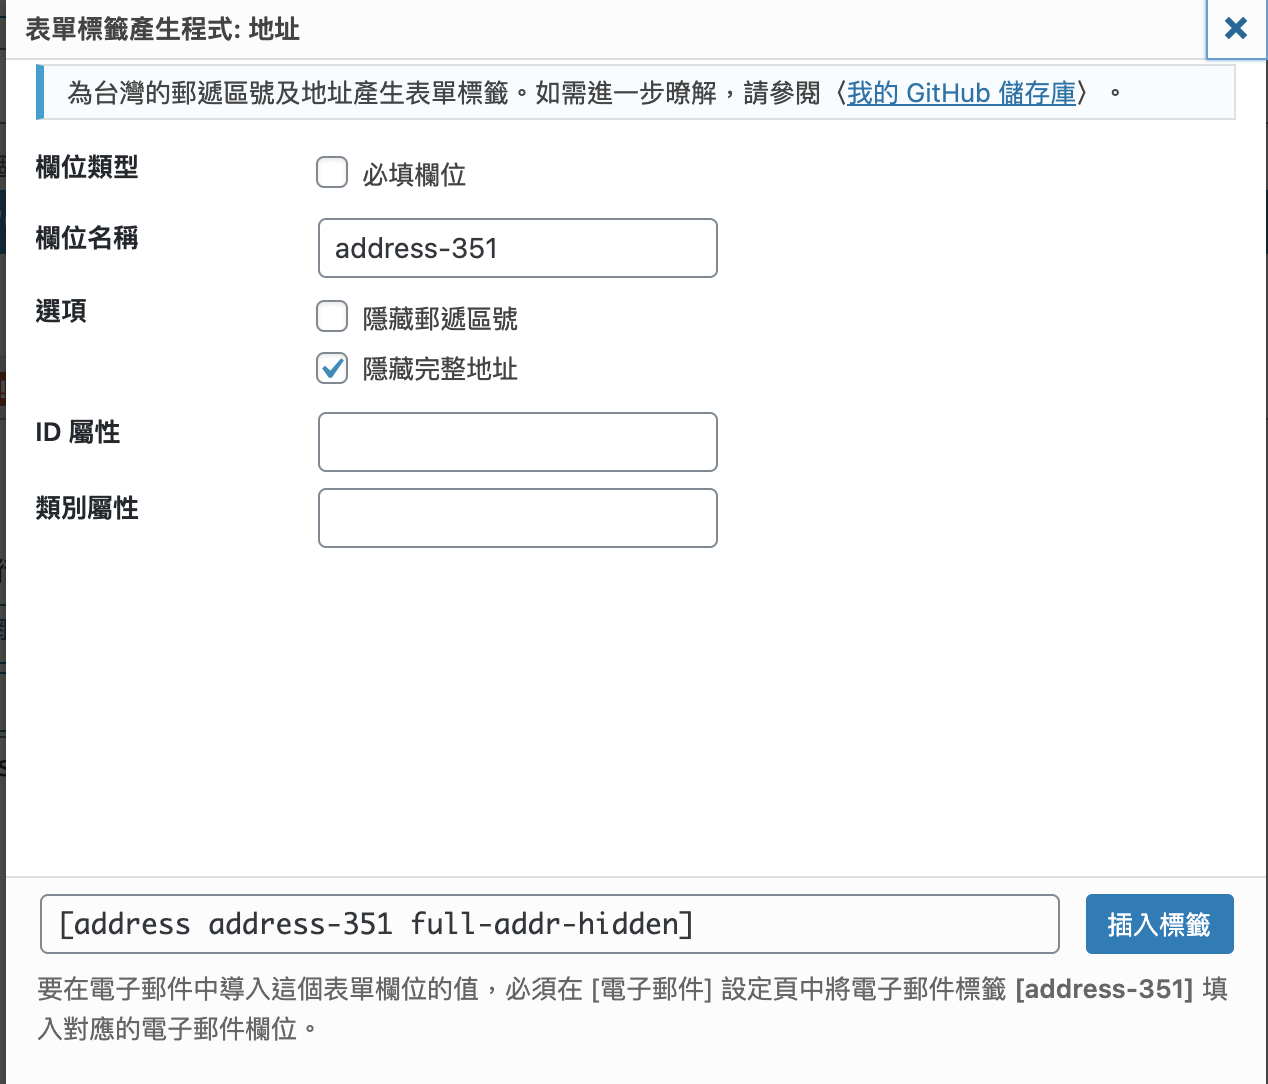 表單標籤產生程式: 地址
為台灣的郵遞區號及地址產生表單標籤。如需進一步瞭解，請參閱〈我的 GitHub 儲存庫〉。
欄位類型
必填欄位
欄位名稱
address-351
選項
隱藏郵遞區號
隱藏完整地址
ID 屬性
類別屬性
[address address-351 full-addr-hidden]
插入標籤
要在電子郵件中導入這個表單欄位的值，必須在 [電子郵件] 設定頁中將電子郵件標籤 [address-351] 填
入對應的電子郵件欄位。